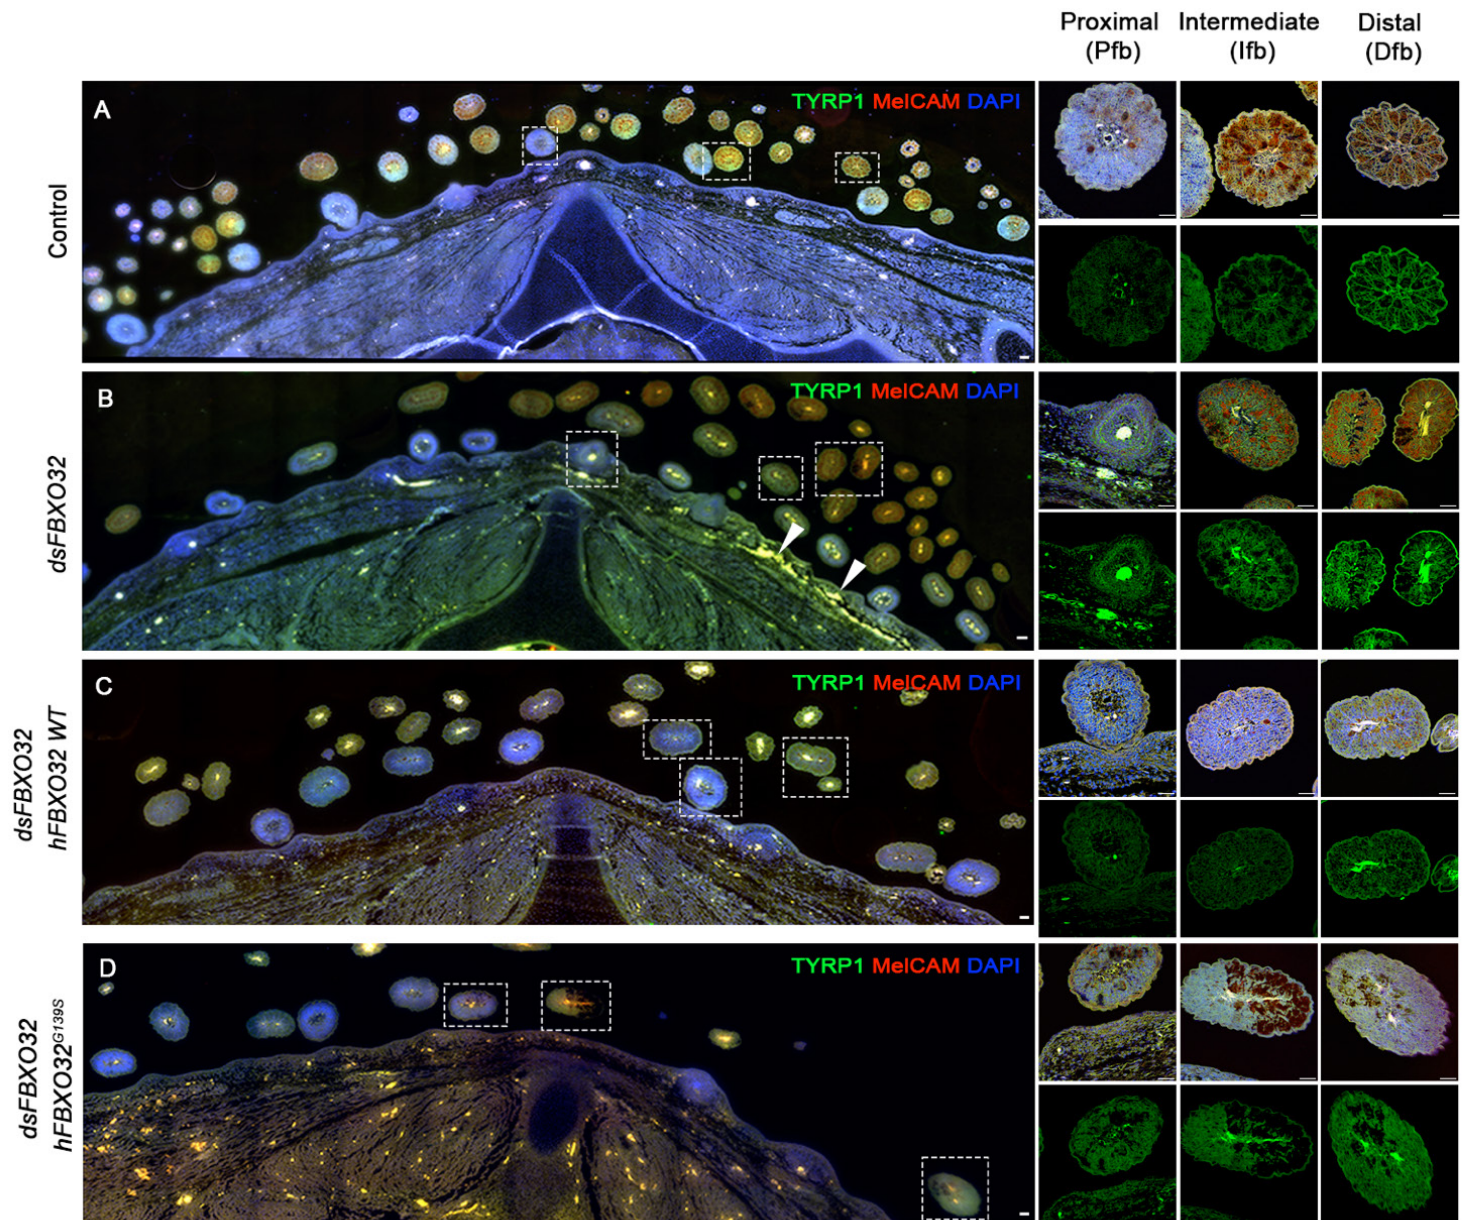 Proximal Intermediate Distal
(Pfb) (Ifb) (Dfb)
Control
A
TYRP1 MelCAM DAPI
dsFBXO32
B
TYRP1 MelCAM DAPI
dsFBXO32
hFBXO32 WT
C
TYRP1 MelCAM DAPI
dsFBXO32
hFBXO32G139S
D
TYRP1 MelCAM DAPI